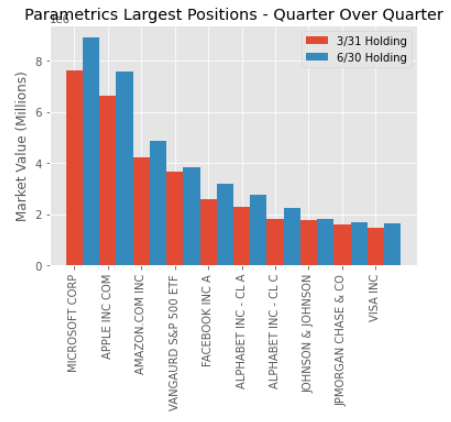 Parametrics Largest Positions - Quarter Over Quarter
1e6
3/31 Holding
6/30 Holding
Market Value (Millions)
8
6
4
2
0
MICROSOFT CORP
APPLE INC COM
AMAZON.COM INC
VANGAURD S&P 500 ETF
FACEBOOK INC A
ALPHABET INC - CL A
ALPHABET INC - CL C
JOHNSON & JOHNSON
JPMORGAN CHASE & CO
VISA INC